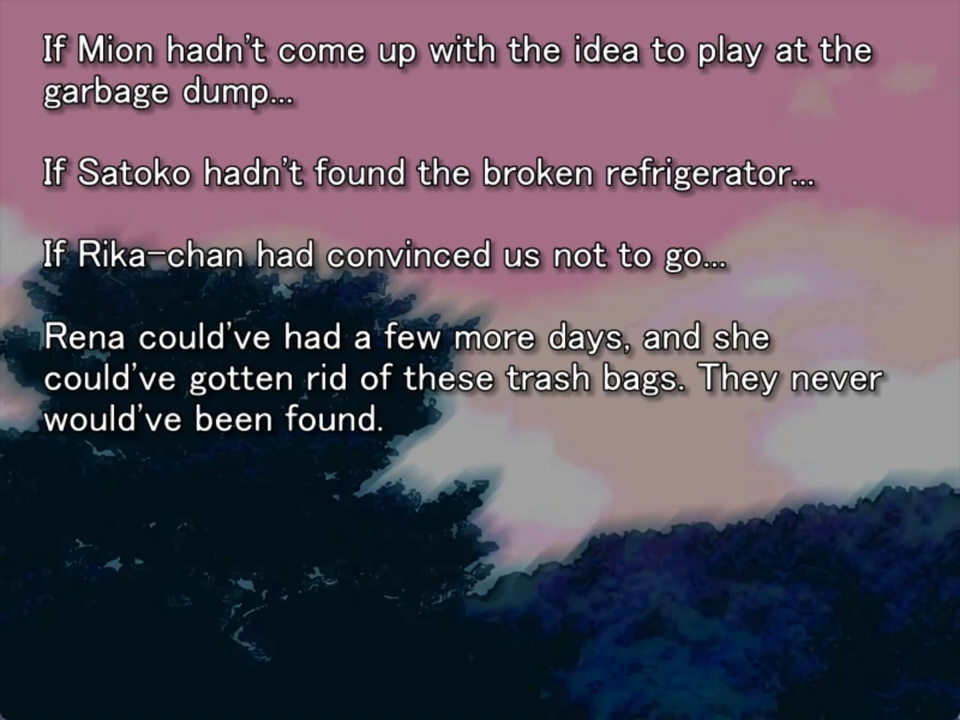 If Mion hadn't come up with the idea to play at the
garbage dump...
If Satoko hadn't found the broken refrigerator...
If Rika-chan had convinced us not to go...
Rena could've had a few more days, and she
could've gotten rid of these trash bags. They never
would've been found.